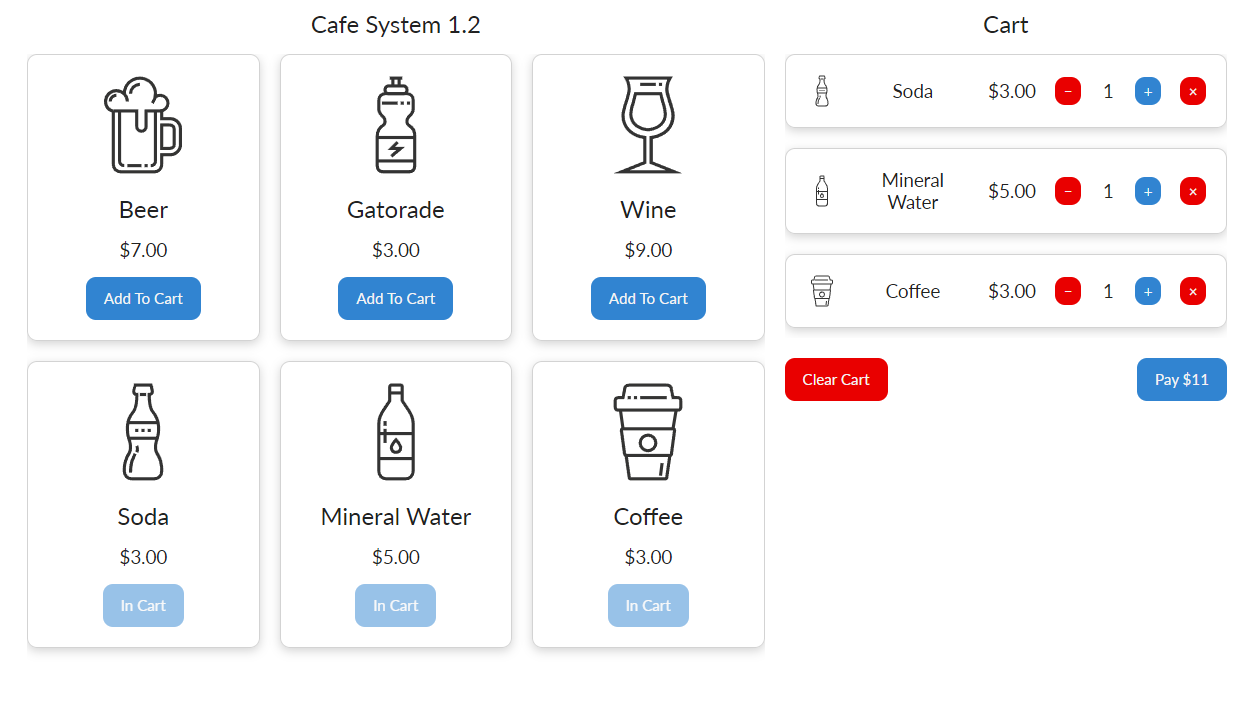 Cafe System 1.2
Beer
$7.00
Add To Cart
Gatorade
$3.00
Add To Cart
Wine
$9.00
Add To Cart
Soda
$3.00
In Cart
Mineral Water
$5.00
In Cart
Coffee
$3.00
In Cart
Cart
Soda $3.00 − 1 + ×
Mineral
Water $5.00 − 1 + ×
Coffee $3.00 − 1 + ×
Clear Cart Pay $11